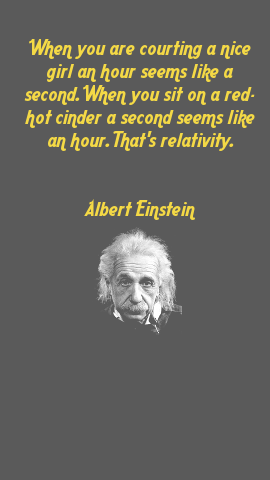 When you are courting a nice
girl an hour seems like a
second. When you sit on a red-
hot cinder a second seems like
an hour. That's relativity.
Albert Einstein